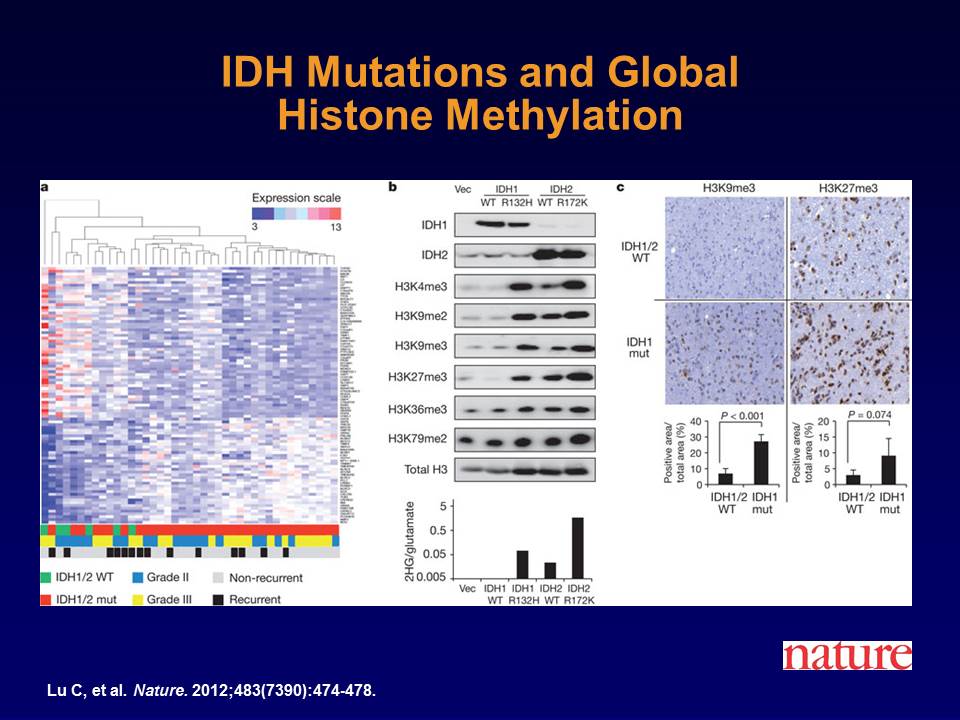 IDH Mutations and Global
Histone Methylation
a
Expression scale
3 13
IDH1/2 WT
Grade II
Non-recurrent
IDH1/2 mut
Grade III
Recurrent
b
Vec IDH1 IDH2
WT R132H WT R172K
IDH1
IDH2
H3K4me3
H3K9me2
H3K9me3
H3K27me3
H3K36me3
H3K79me2
Total H3
2HG/glutamate
5
0.5
0.05
0.005
Vec IDH1 IDH1 IDH2 IDH2
WT R132H WT R172K
c
H3K9me3 H3K27me3
IDH1/2
WT
IDH1
mut
P < 0.001
Positive area/
total area (%)
40
30
20
10
0
IDH1/2 IDH1
WT mut
P = 0.074
Positive area/
total area (%)
20
15
10
5
0
IDH1/2 IDH1
WT mut
nature
Lu C, et al. Nature. 2012;483(7390):474-478.